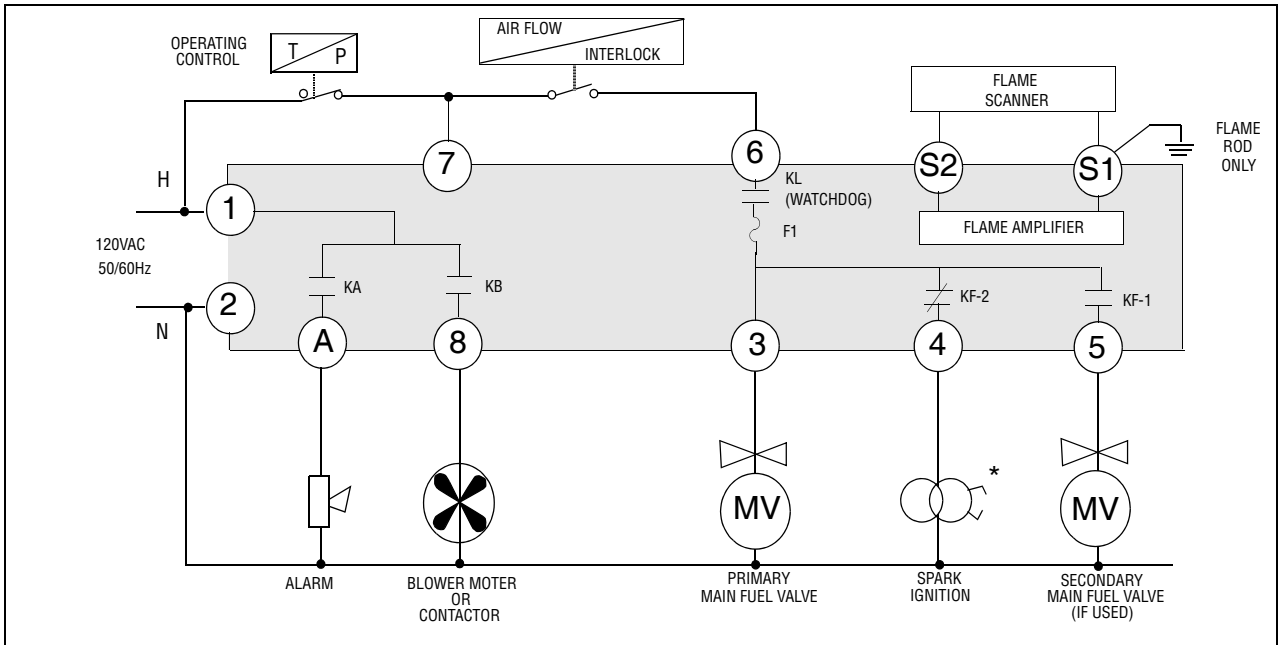 OPERATING
CONTROL
T
P
AIR FLOW
INTERLOCK
FLAME
SCANNER
FLAME
ROD
ONLY
7
6
S2
S1
H
1
KL
(WATCHDOG)
F1
FLAME AMPLIFIER
120VAC
50/60Hz
2
N
KA
KB
KF-2
KF-1
A
8
3
4
5
*
MV
MV
ALARM
BLOWER MOTER
OR
CONTACTOR
PRIMARY
MAIN FUEL VALVE
SPARK
IGNITION
SECONDARY
MAIN FUEL VALVE
(IF USED)